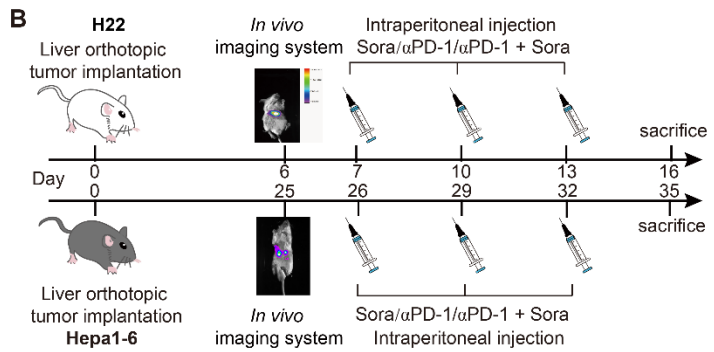 B
H22
Liver orthotopic
tumor implantation
In vivo
imaging system
Intraperitoneal injection
Sora/αPD-1/αPD-1 + Sora
sacrifice
0 6 7 10 13 16
Day
0 25 26 29 32 35
sacrifice
Liver orthotopic
tumor implantation
Hepa1-6
In vivo
imaging system
Sora/αPD-1/αPD-1 + Sora
Intraperitoneal injection